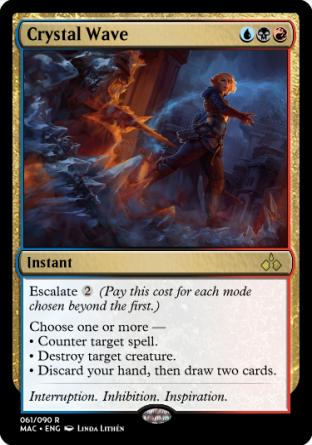 Crystal Wave
Instant
Escalate 2 (Pay this cost for each mode
chosen beyond the first.)
Choose one or more —
• Counter target spell.
• Destroy target creature.
• Discard your hand, then draw two cards.
Interruption. Inhibition. Inspiration.
061/090 R
MAC • ENG LINDA LITHÉN